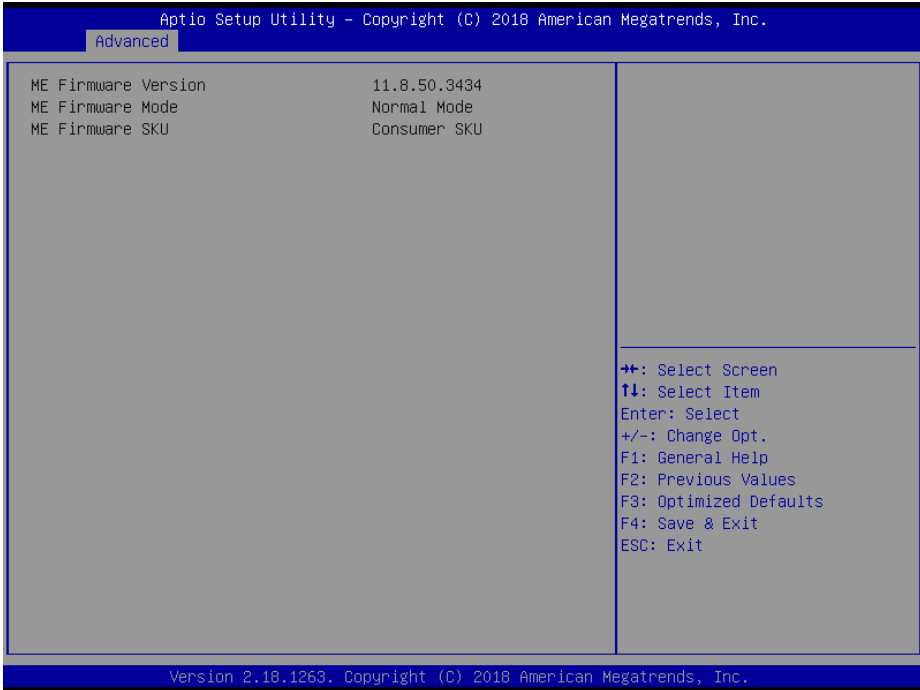 Aptio Setup Utility – Copyright (C) 2018 American Megatrends, Inc.
Advanced
ME Firmware Version 11.8.50.3434
ME Firmware Mode Normal Mode
ME Firmware SKU Consumer SKU
→←: Select Screen
↑↓: Select Item
Enter: Select
+/-: Change Opt.
F1: General Help
F2: Previous Values
F3: Optimized Defaults
F4: Save & Exit
ESC: Exit
Version 2.18.1263. Copyright (C) 2018 American Megatrends, Inc.